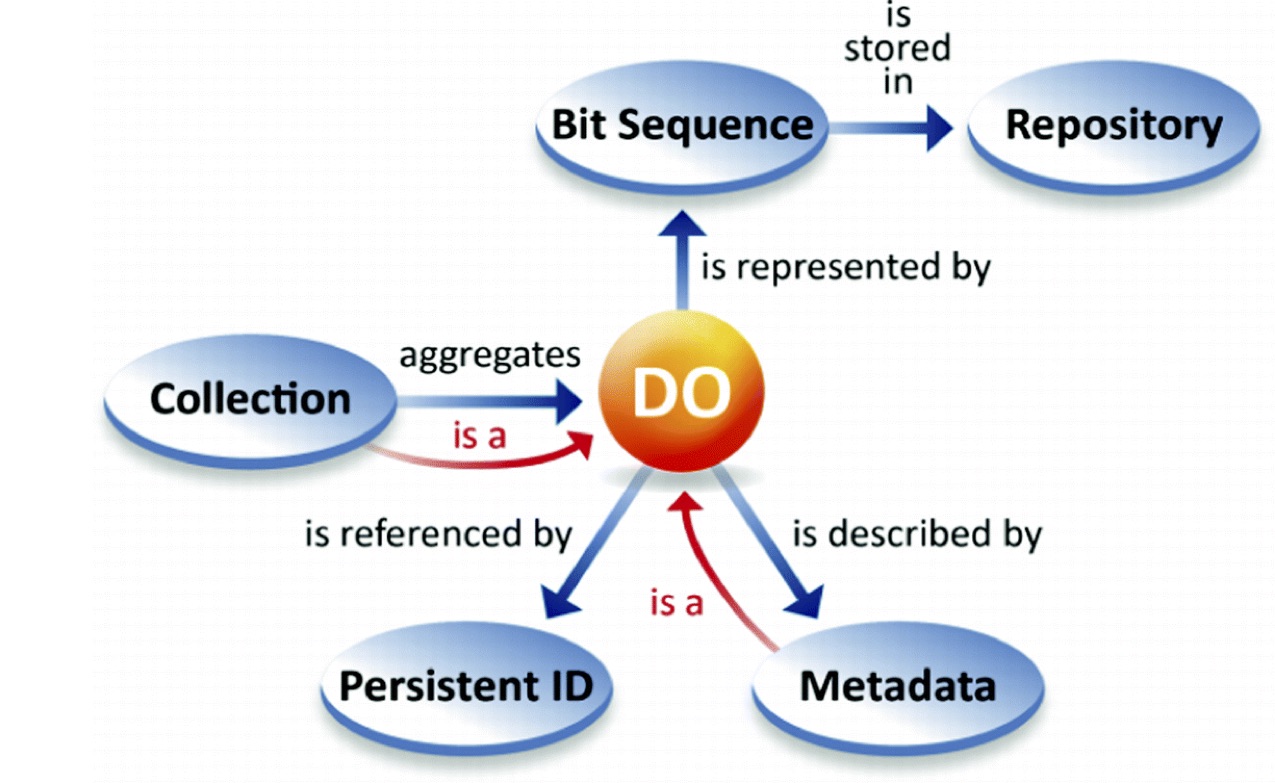 is
stored
in
Bit Sequence
Repository
is represented by
aggregates
DO
Collection
is a
is referenced by
is described by
is a
Persistent ID
Metadata